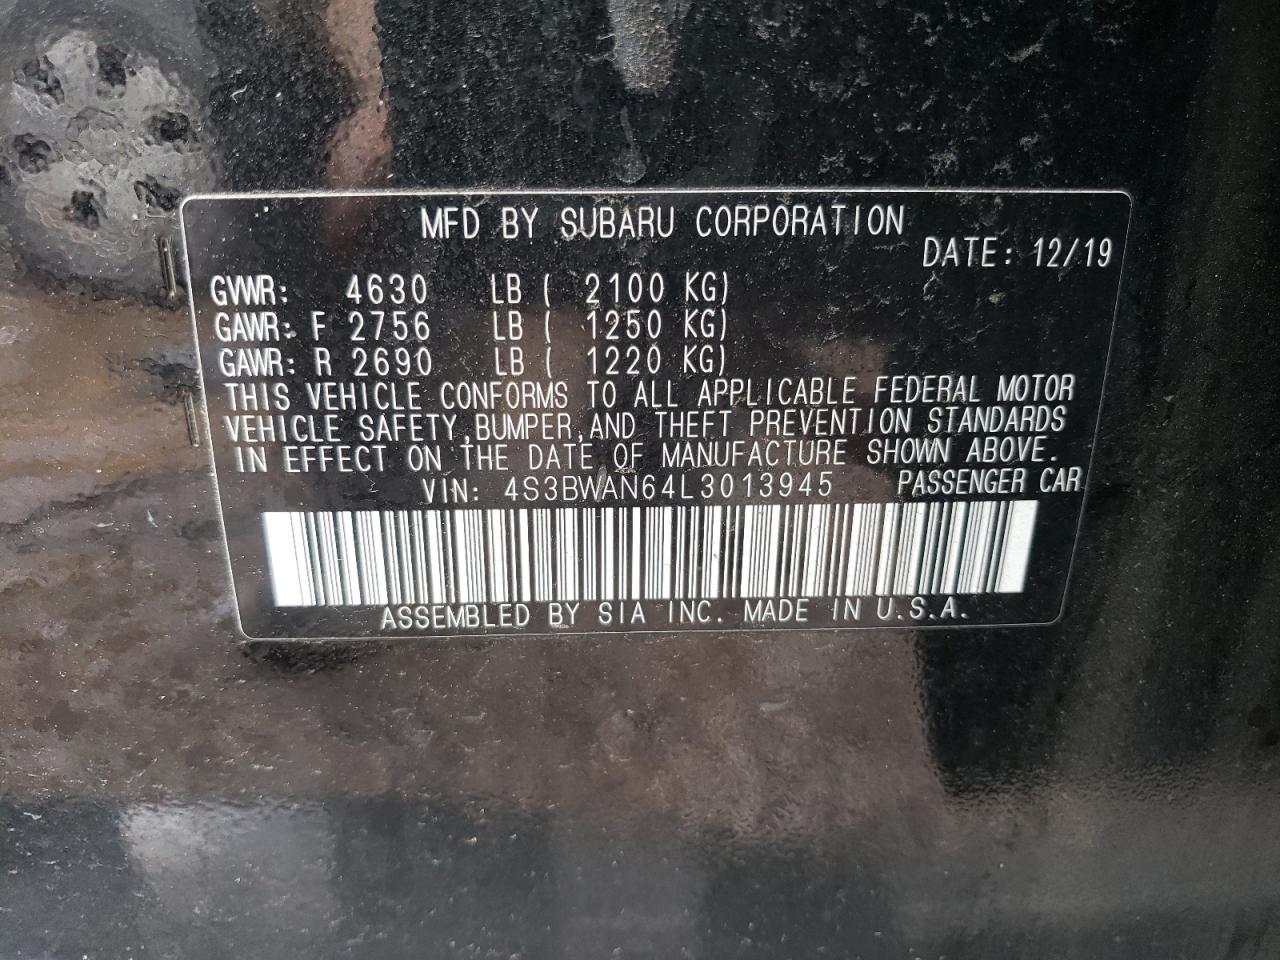 MFD BY SUBARU CORPORATION
DATE: 12/19
GVWR: 4630 LB ( 2100 KG)
GAWR: F 2756 LB ( 1250 KG)
GAWR: R 2690 LB ( 1220 KG)
THIS VEHICLE CONFORMS TO ALL APPLICABLE FEDERAL MOTOR
VEHICLE SAFETY,BUMPER,AND THEFT PREVENTION STANDARDS
IN EFFECT ON THE DATE OF MANUFACTURE SHOWN ABOVE.
VIN: 4S3BWAN64L3013945 PASSENGER CAR
ASSEMBLED BY SIA INC. MADE IN U.S.A.